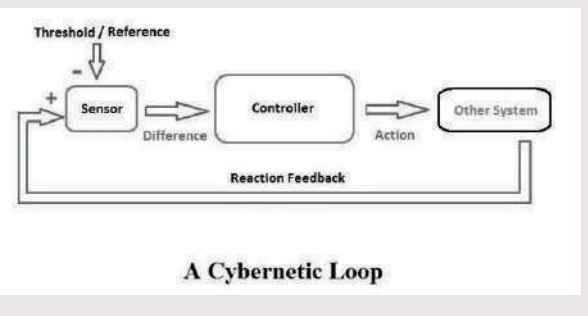 Threshold / Reference
-
+
Sensor
Difference
Controller
Action
Other System
Reaction Feedback
A Cybernetic Loop